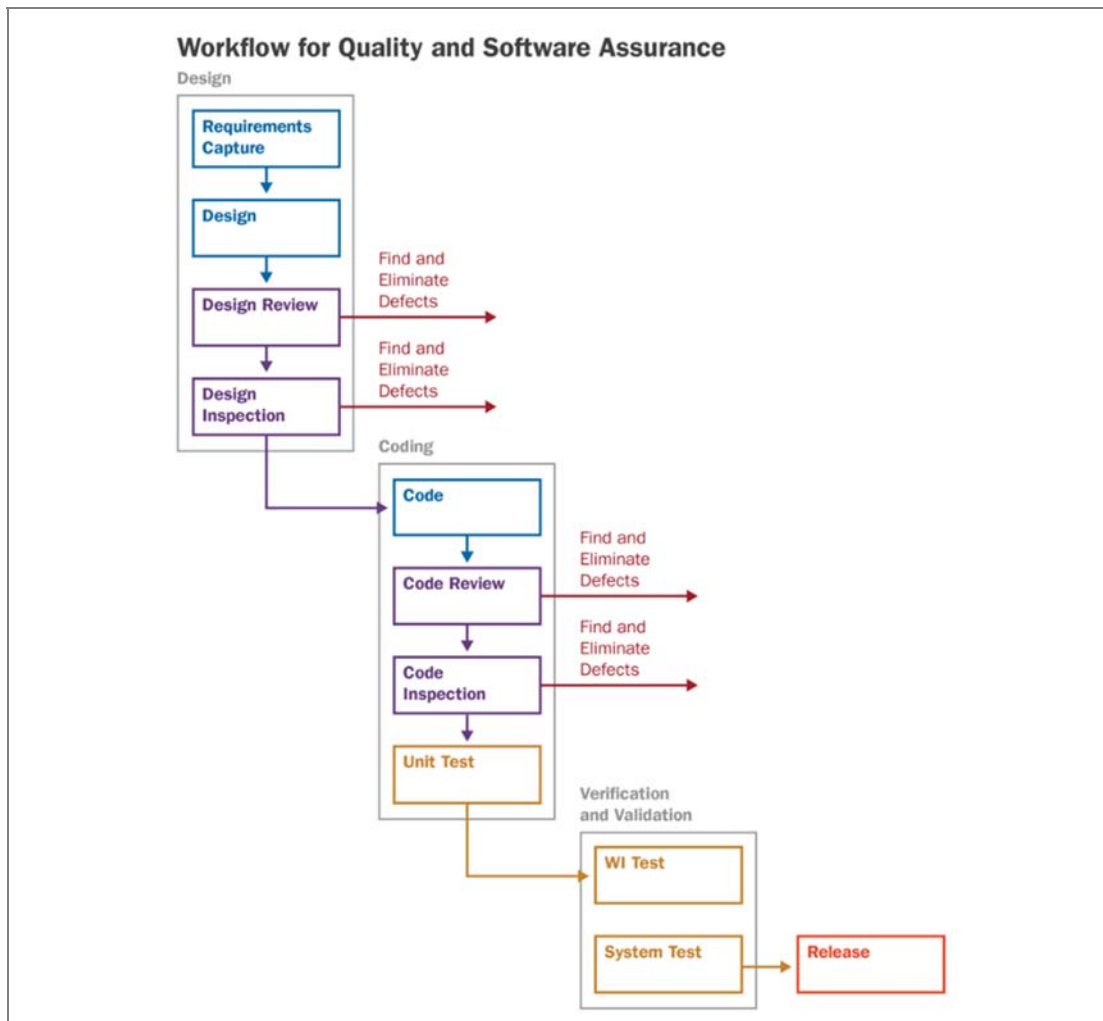 Workflow for Quality and Software Assurance
Design
Requirements
Capture
Design
Design Review
Find and
Eliminate
Defects
Design
Inspection
Find and
Eliminate
Defects
Coding
Code
Code Review
Find and
Eliminate
Defects
Code
Inspection
Find and
Eliminate
Defects
Unit Test
Verification
and Validation
WI Test
System Test
Release